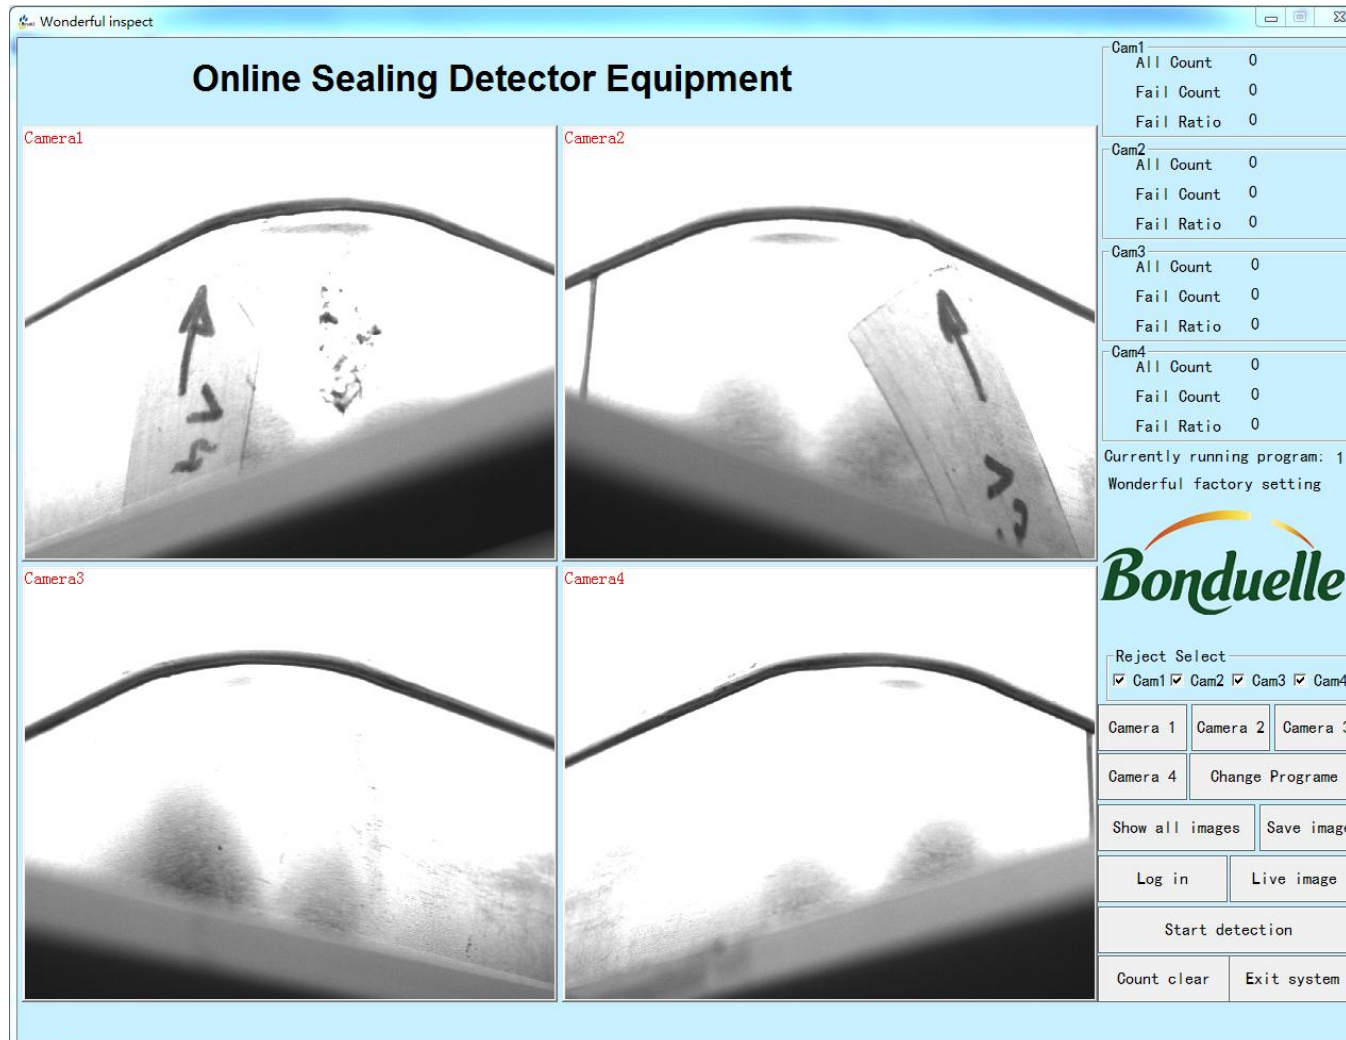 Wonderful inspect
Online Sealing Detector Equipment
Camera1
Camera2
Camera3
Camera4
Cam1
All Count 0
Fail Count 0
Fail Ratio 0
Cam2
All Count 0
Fail Count 0
Fail Ratio 0
Cam3
All Count 0
Fail Count 0
Fail Ratio 0
Cam4
All Count 0
Fail Count 0
Fail Ratio 0
Currently running program: 1
Wonderful factory setting
Bonduelle
Reject Select
Cam1 Cam2 Cam3 Cam4
Camera 1 Camera 2 Camera 3
Camera 4 Change Programe
Show all images Save image
Log in Live image
Start detection
Count clear Exit system